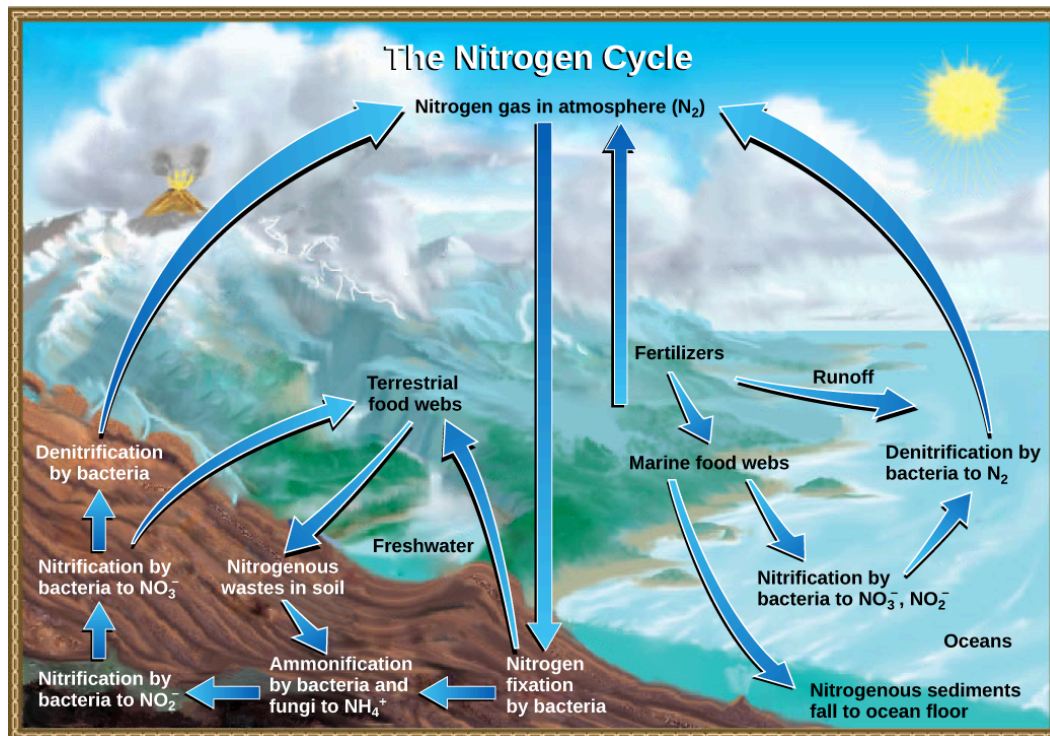 The Nitrogen Cycle
Nitrogen gas in atmosphere (N₂)
Fertilizers
Runoff
Terrestrial
food webs
Denitrification
by bacteria
Marine food webs
Denitrification by
bacteria to N₂
Freshwater
Nitrification by
bacteria to NO₃⁻
Nitrogenous
wastes in soil
Nitrification by
bacteria to NO₃⁻, NO₂⁻
Oceans
Nitrification by
bacteria to NO₂⁻
Ammonification
by bacteria and
fungi to NH₄⁺
Nitrogen
fixation
by bacteria
Nitrogenous sediments
fall to ocean floor